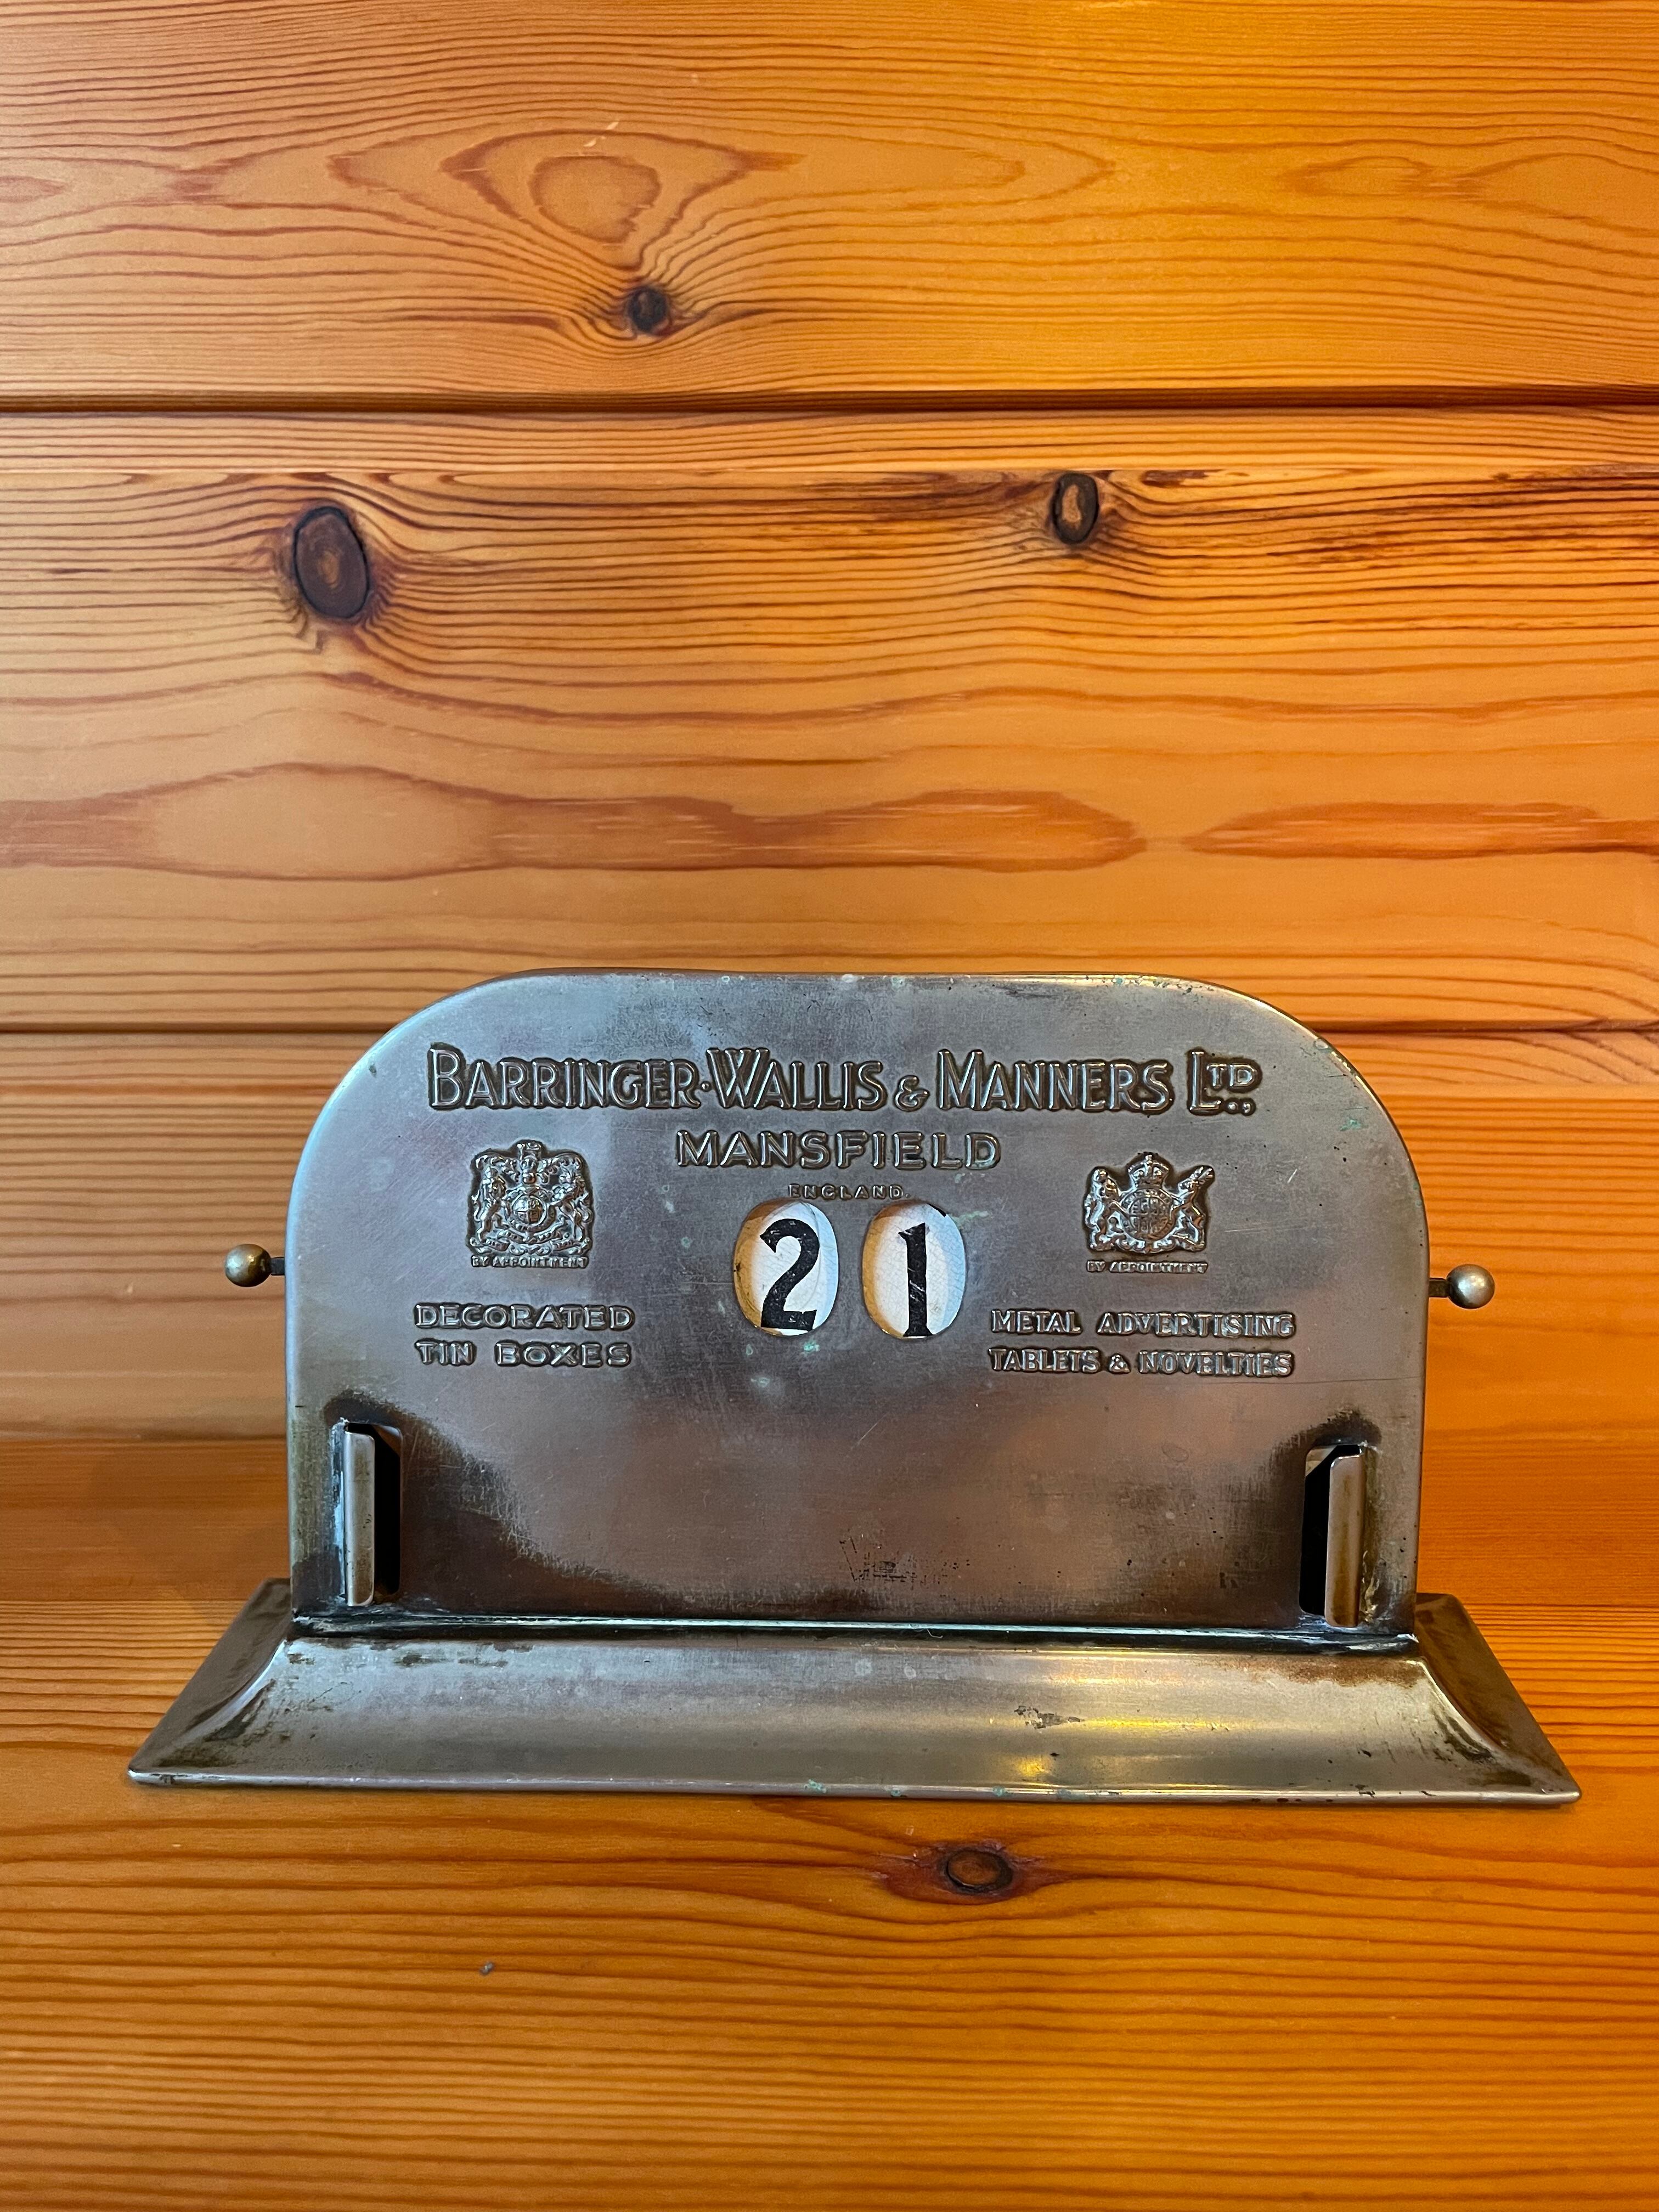 BARRINGER·WALLIS & MANNERS LTD.,
MANSFIELD
ENGLAND.
BY APPOINTMENT
DECORATED
TIN BOXES
21
BY APPOINTMENT
METAL ADVERTISING
TABLETS & NOVELTIES